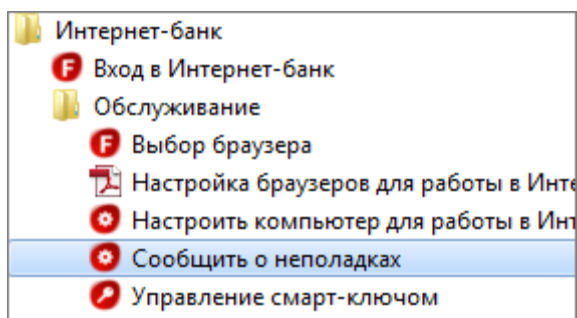 Интернет-банк
Вход в Интернет-банк
Обслуживание
Выбор браузера
Настройка браузеров для работы в Инте
Настроить компьютер для работы в Инт
Сообщить о неполадках
Управление смарт-ключом